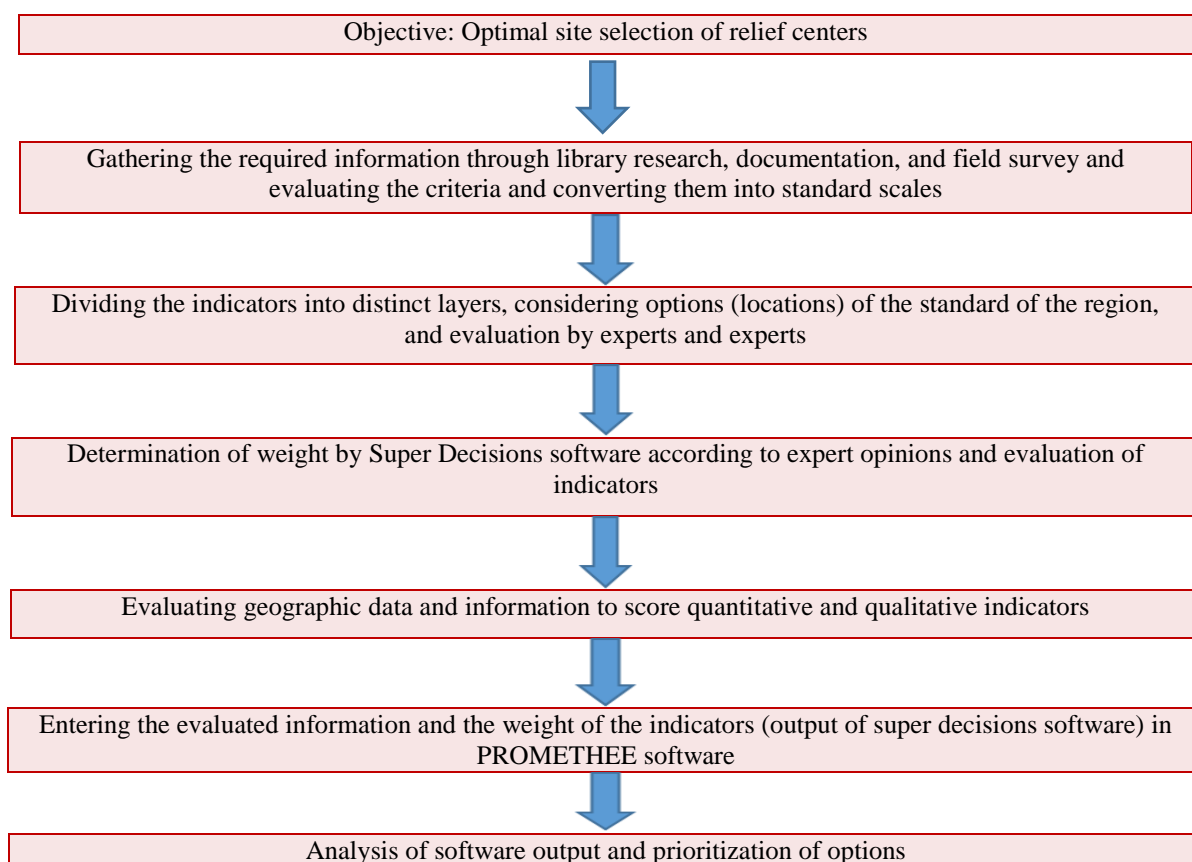 Objective: Optimal site selection of relief centers
Gathering the required information through library research, documentation, and field survey and
evaluating the criteria and converting them into standard scales
Dividing the indicators into distinct layers, considering options (locations) of the standard of the region,
and evaluation by experts and experts
Determination of weight by Super Decisions software according to expert opinions and evaluation of
indicators
Evaluating geographic data and information to score quantitative and qualitative indicators
Entering the evaluated information and the weight of the indicators (output of super decisions software) in
PROMETHEE software
Analysis of software output and prioritization of options